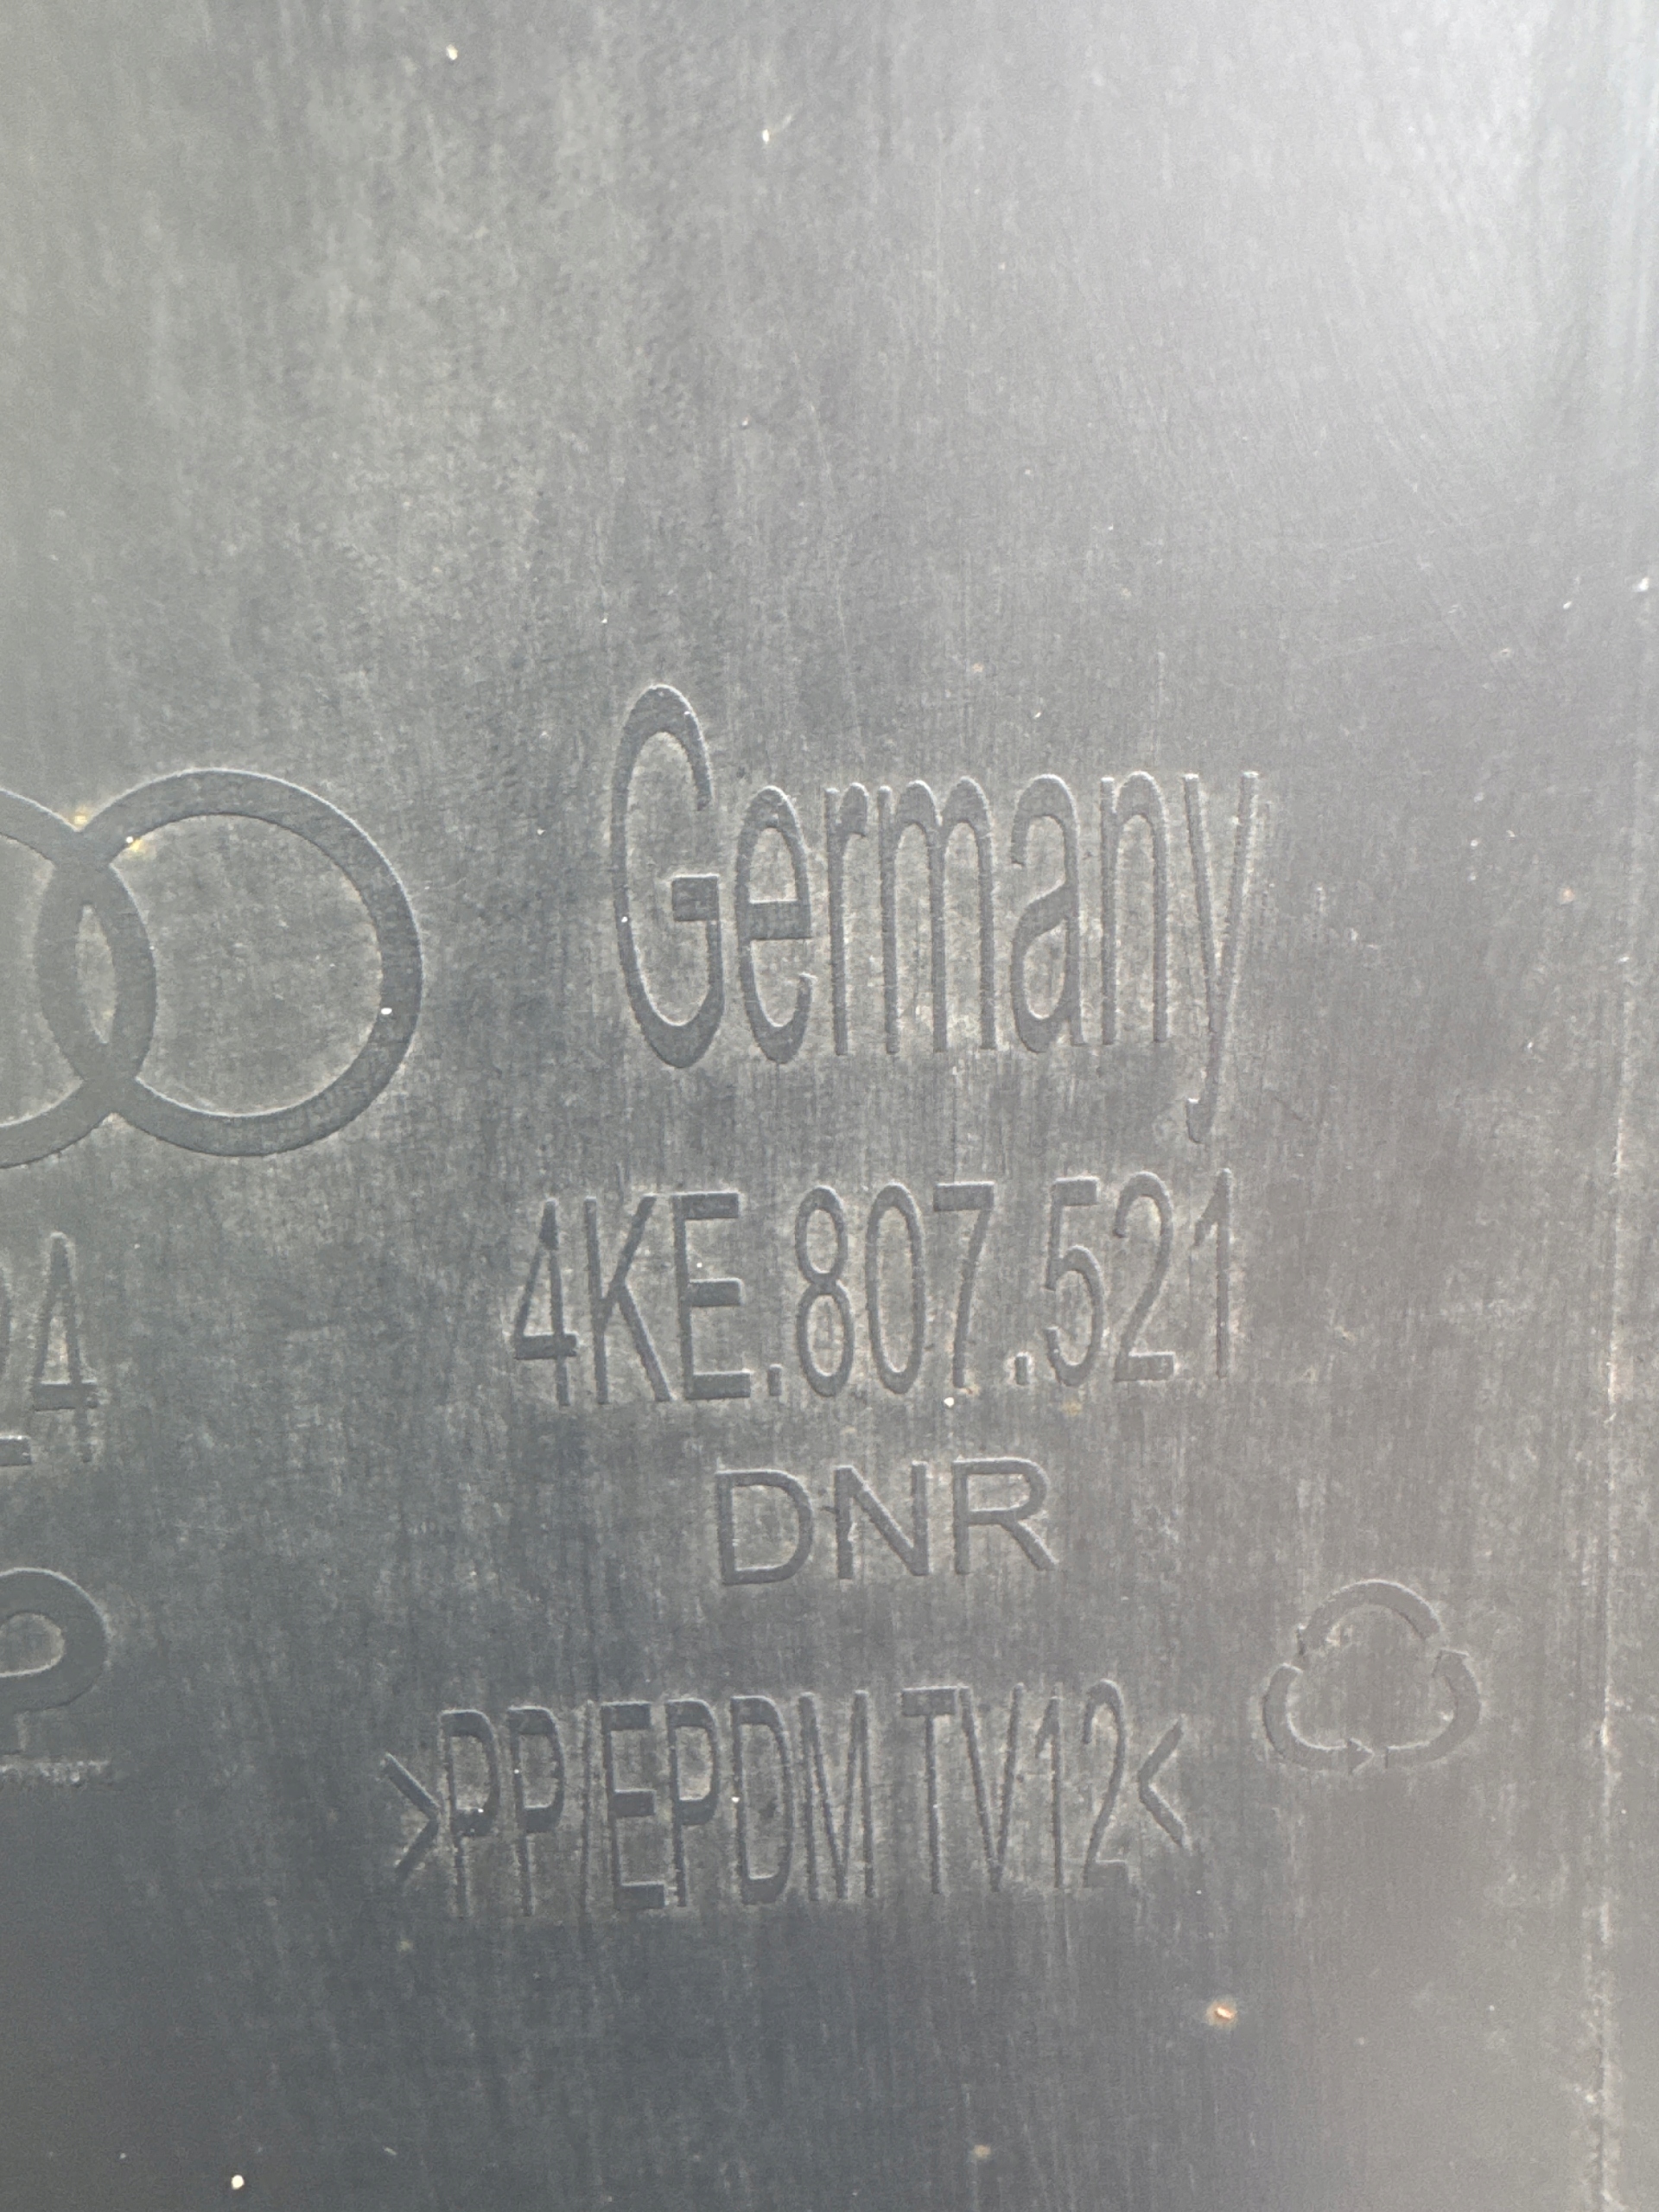 Germany
4KE.807.521
DNR
>PP/EPDM TV12<